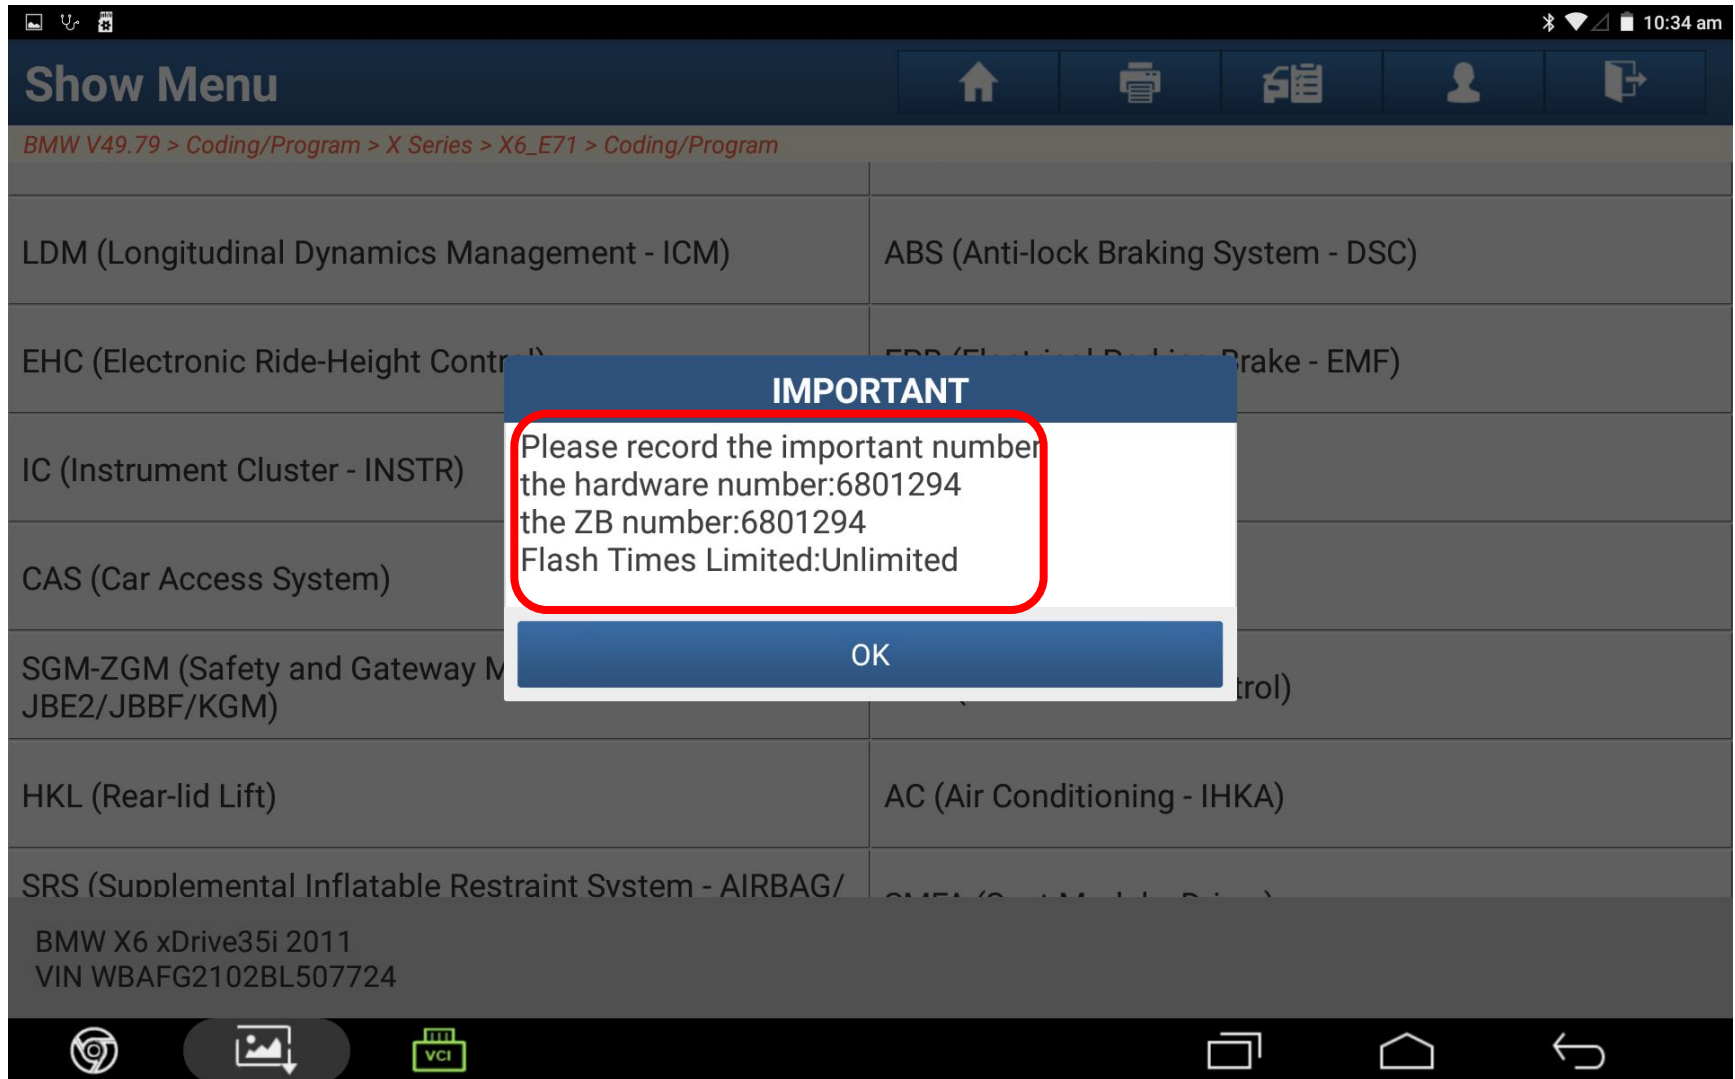 10:34 am
Show Menu
BMW V49.79 > Coding/Program > X Series > X6_E71 > Coding/Program
LDM (Longitudinal Dynamics Management - ICM)
ABS (Anti-lock Braking System - DSC)
EHC (Electronic Ride-Height
Brake - EMF)
IMPORTANT
Please record the important number
the hardware number:6801294
the ZB number:6801294
Flash Times Limited:Unlimited
OK
IC (Instrument Cluster - INSTR)
CAS (Car Access System)
SGM-ZGM (Safety and Gateway
JBE2/JBBF/KGM)
HKL (Rear-lid Lift)
AC (Air Conditioning - IHKA)
SRS (Supplemental Inflatable Restraint System - AIRBAG/
BMW X6 xDrive35i 2011
VIN WBAFG2102BL507724
VCI